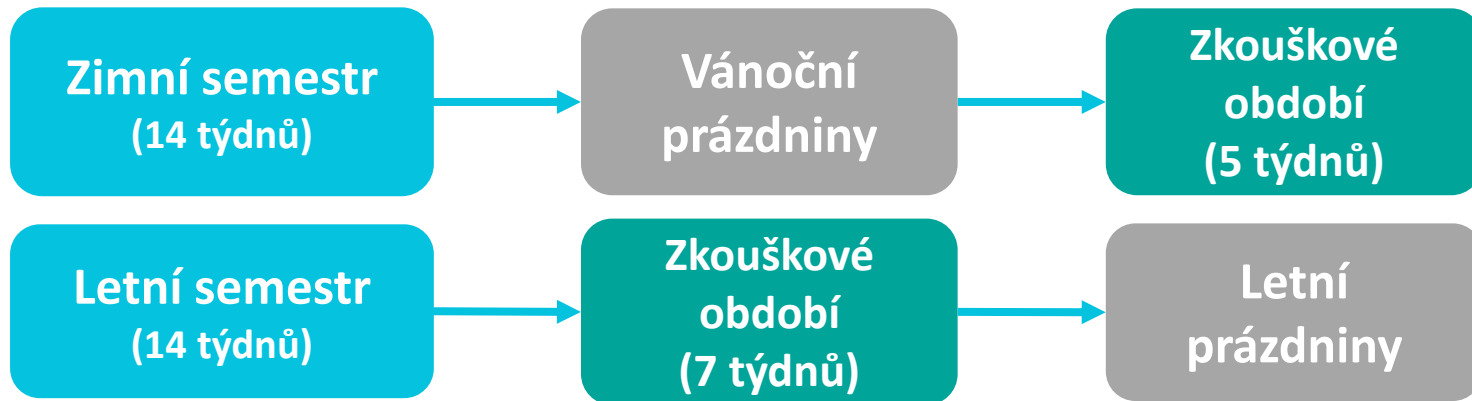 Zimní semestr
(14 týdnů)
Vánoční
prázdniny
Zkouškové
období
(5 týdnů)
Letní semestr
(14 týdnů)
Zkouškové
období
(7 týdnů)
Letní
prázdniny